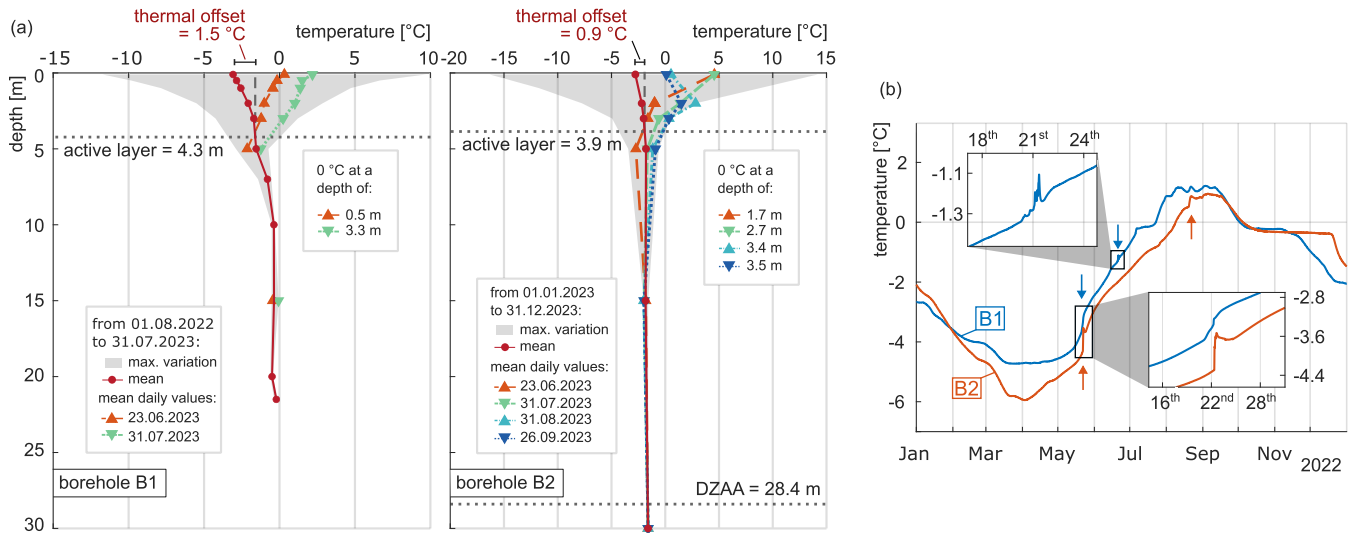 (a)
thermal offset
= 1.5 °C
temperature [°C]
-15 -10 -5 0 5 10
depth [m]
0
5
10
15
20
25
30
active layer = 4.3 m
0 °C at a
depth of:
0.5 m
3.3 m
from 01.08.2022
to 31.07.2023:
max. variation
mean
mean daily values:
23.06.2023
31.07.2023
borehole B1
thermal offset
= 0.9 °C
temperature [°C]
-20 -15 -10 -5 0 5 10 15
active layer = 3.9 m
0 °C at a
depth of:
1.7 m
2.7 m
3.4 m
3.5 m
from 01.01.2023
to 31.12.2023:
max. variation
mean
mean daily values:
23.06.2023
31.07.2023
31.08.2023
26.09.2023
DZAA = 28.4 m
borehole B2
(b)
temperature [°C]
2
0
-2
-4
-6
18th 21st 24th
-1.1
-1.3
B1
B2
-2.8
-3.6
-4.4
16th 22nd 28th
Jan Mar May Jul Sep Nov 2022